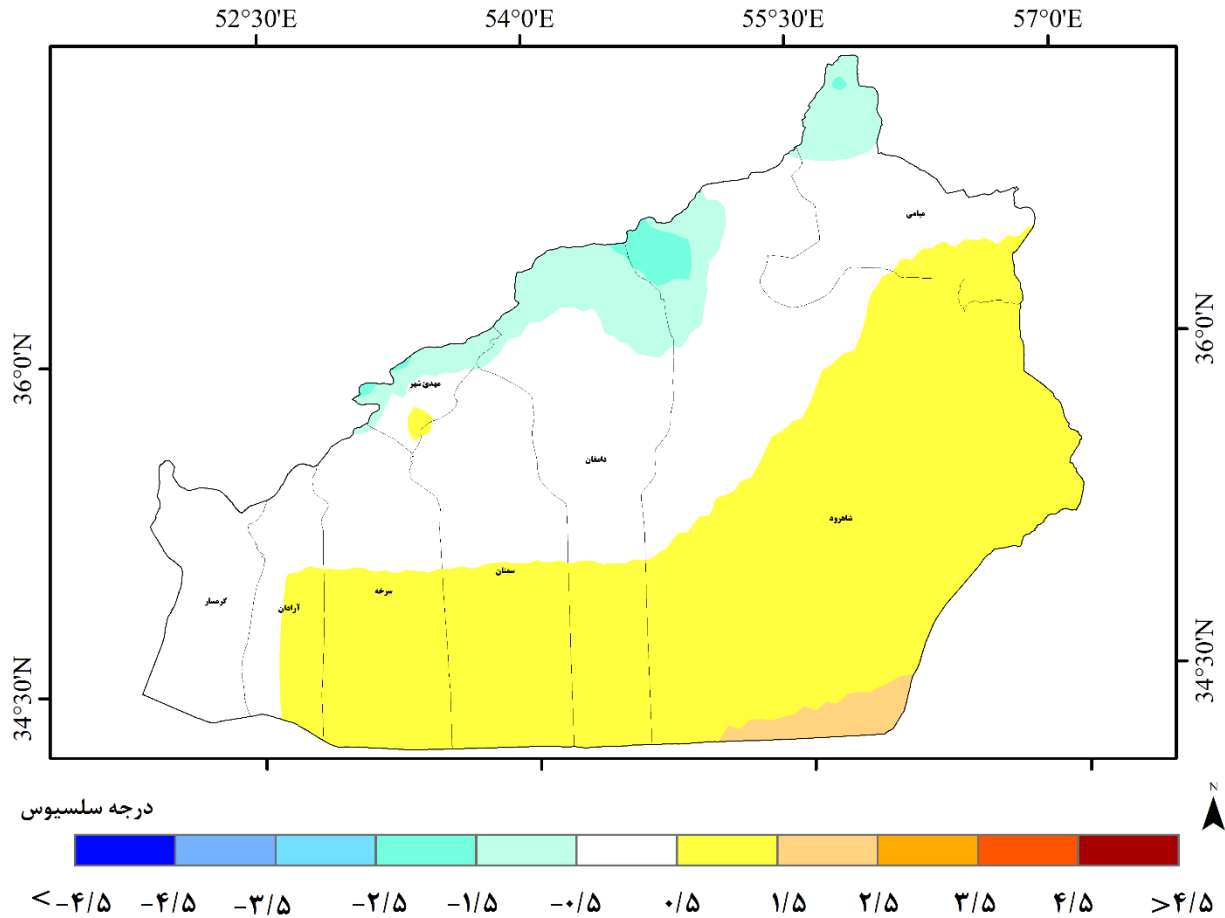 52°30'E 54°0'E 55°30'E 57°0'E
میامی
36°0'N 36°0'N
مهدی شهر
دامغان
شاهرود
سمنان
سرخه
آرادان
گرمسار
34°30'N 34°30'N
درجه سلسیوس
N
<-۴/۵ -۴/۵ -۳/۵ -۲/۵ -۱/۵ -۰/۵ ۰/۵ ۱/۵ ۲/۵ ۳/۵ ۴/۵ >۴/۵